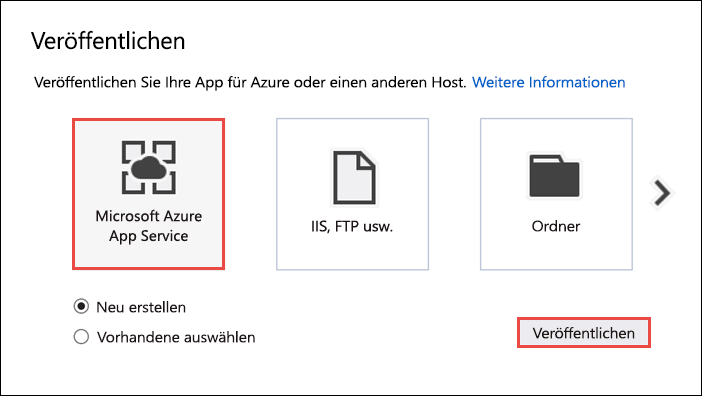 Veröffentlichen
Veröffentlichen Sie Ihre App für Azure oder einen anderen Host. Weitere Informationen
Microsoft Azure
App Service
IIS, FTP usw.
Ordner
Neu erstellen
Vorhandene auswählen
Veröffentlichen